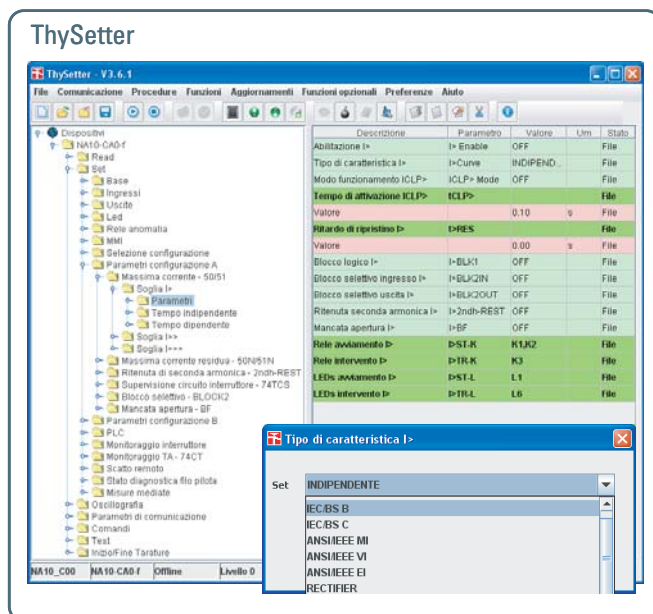 ThySetter
ThySetter - V3.6.1
File Comunicazione Procedure Funzioni Aggiornamenti Funzioni opzionali Preferenze Aiuto
Dispositivi
NA10-CA0-f
Read
Set
Base
Ingressi
Uscite
Led
Rele anomalia
MMI
Selezione configurazione
Parametri configurazione A
Massima corrente - 50/51
Soglia I>
Parametri
Tempo indipendente
Tempo dipendente
Soglia I>>
Soglia I>>>
Massima corrente residua - 50N/51N
Ritenuta di seconda armonica - 2ndh-REST
Supervisione circuito interruttore - 74TCS
Blocco selettivo - BLOCK2
Mancata apertura - BF
Parametri configurazione B
PLC
Monitoraggio interruttore
Monitoraggio TA - 74CT
Scatto remoto
Stato diagnostica filo pilota
Misure mediate
Oscillografia
Parametri di comunicazione
Comandi
Test
Inizio/Fine Tarature
Descrizione Parametro Valore Um Stato
Abilitazione I> I> Enable OFF File
Tipo di caratteristica I> I>Curve INDIPEND... File
Modo funzionamento ICLP> ICLP> Mode OFF File
Tempo di attivazione ICLP> tCLP> File
Valore 0.10 s File
Ritardo di ripristino I> t>RES File
Valore 0.00 s File
Blocco logico I> I>BLK1 OFF File
Blocco selettivo ingresso I> I>BLK2IN OFF File
Blocco selettivo uscita I> I>BLK2OUT OFF File
Ritenuta seconda armonica I> I>2ndh-REST OFF File
Mancata apertura I> I>BF OFF File
Rele avviamento I> I>ST-K K1,K2 File
Rele intervento I> I>TR-K K3 File
LEDs avviamento I> I>ST-L L1 File
LEDs intervento I> I>TR-L L6 File
NA10_C00 NA10-CA0-f Offline Livello 0
Tipo di caratteristica I>
Set INDIPENDENTE
IEC/BS B
IEC/BS C
ANSI/IEEE MI
ANSI/IEEE VI
ANSI/IEEE EI
RECTIFIER